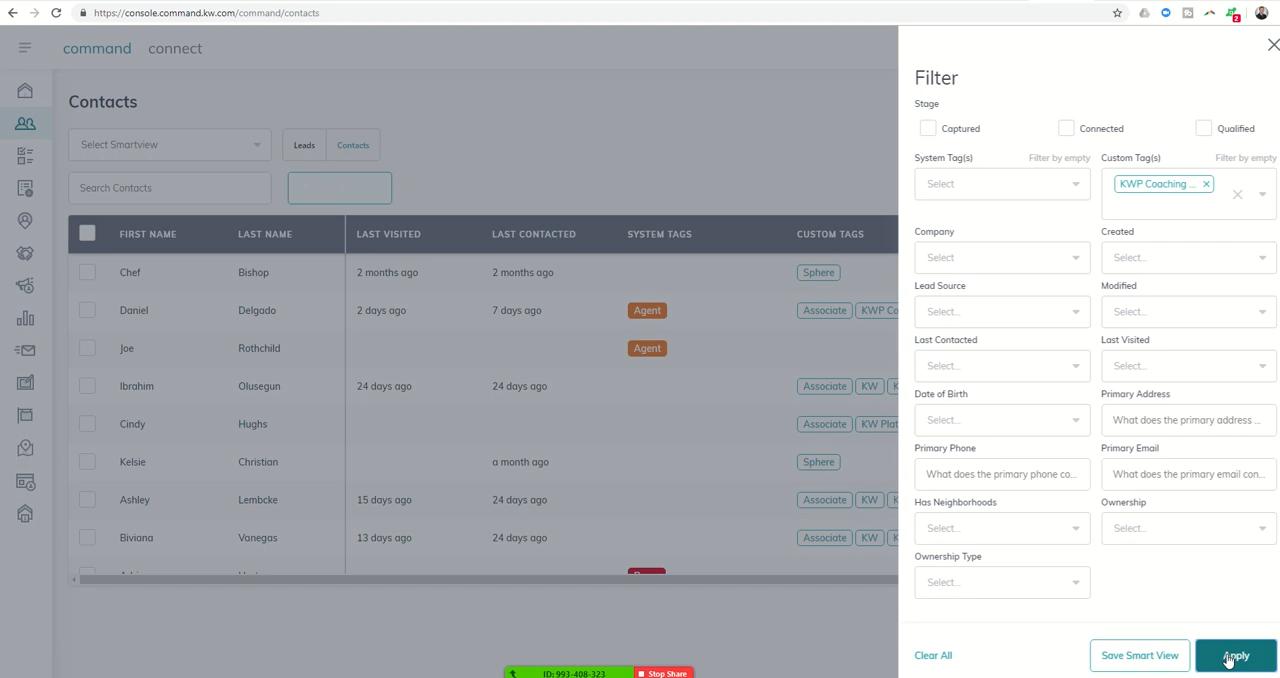 https://console.command.kw.com/command/contacts
2
command connect
Contacts
Select Smartview
Leads
Contacts
Search Contacts
FIRST NAME LAST NAME LAST VISITED LAST CONTACTED SYSTEM TAGS CUSTOM TAGS
Chef Bishop 2 months ago 2 months ago Sphere
Daniel Delgado 2 days ago 7 days ago Agent Associate KWP Co
Joe Rothchild Agent
Ibrahim Olusegun 24 days ago 24 days ago Associate KW K
Cindy Hughs Associate KW Plat
Kelsie Christian a month ago Sphere
Ashley Lembcke 15 days ago 24 days ago Associate KW K
Biviana Vanegas 13 days ago 24 days ago Associate KW K
Filter
Stage
Captured Connected Qualified
System Tag(s) Filter by empty Custom Tag(s) Filter by empty
Select KWP Coaching ...
Company Created
Select Select...
Lead Source Modified
Select... Select...
Last Contacted Last Visited
Select... Select...
Date of Birth Primary Address
Select... What does the primary address ...
Primary Phone Primary Email
What does the primary phone co... What does the primary email con...
Has Neighborhoods Ownership
Select... Select...
Ownership Type
Select...
Clear All Save Smart View Apply
ID: 993-408-323 Stop Share